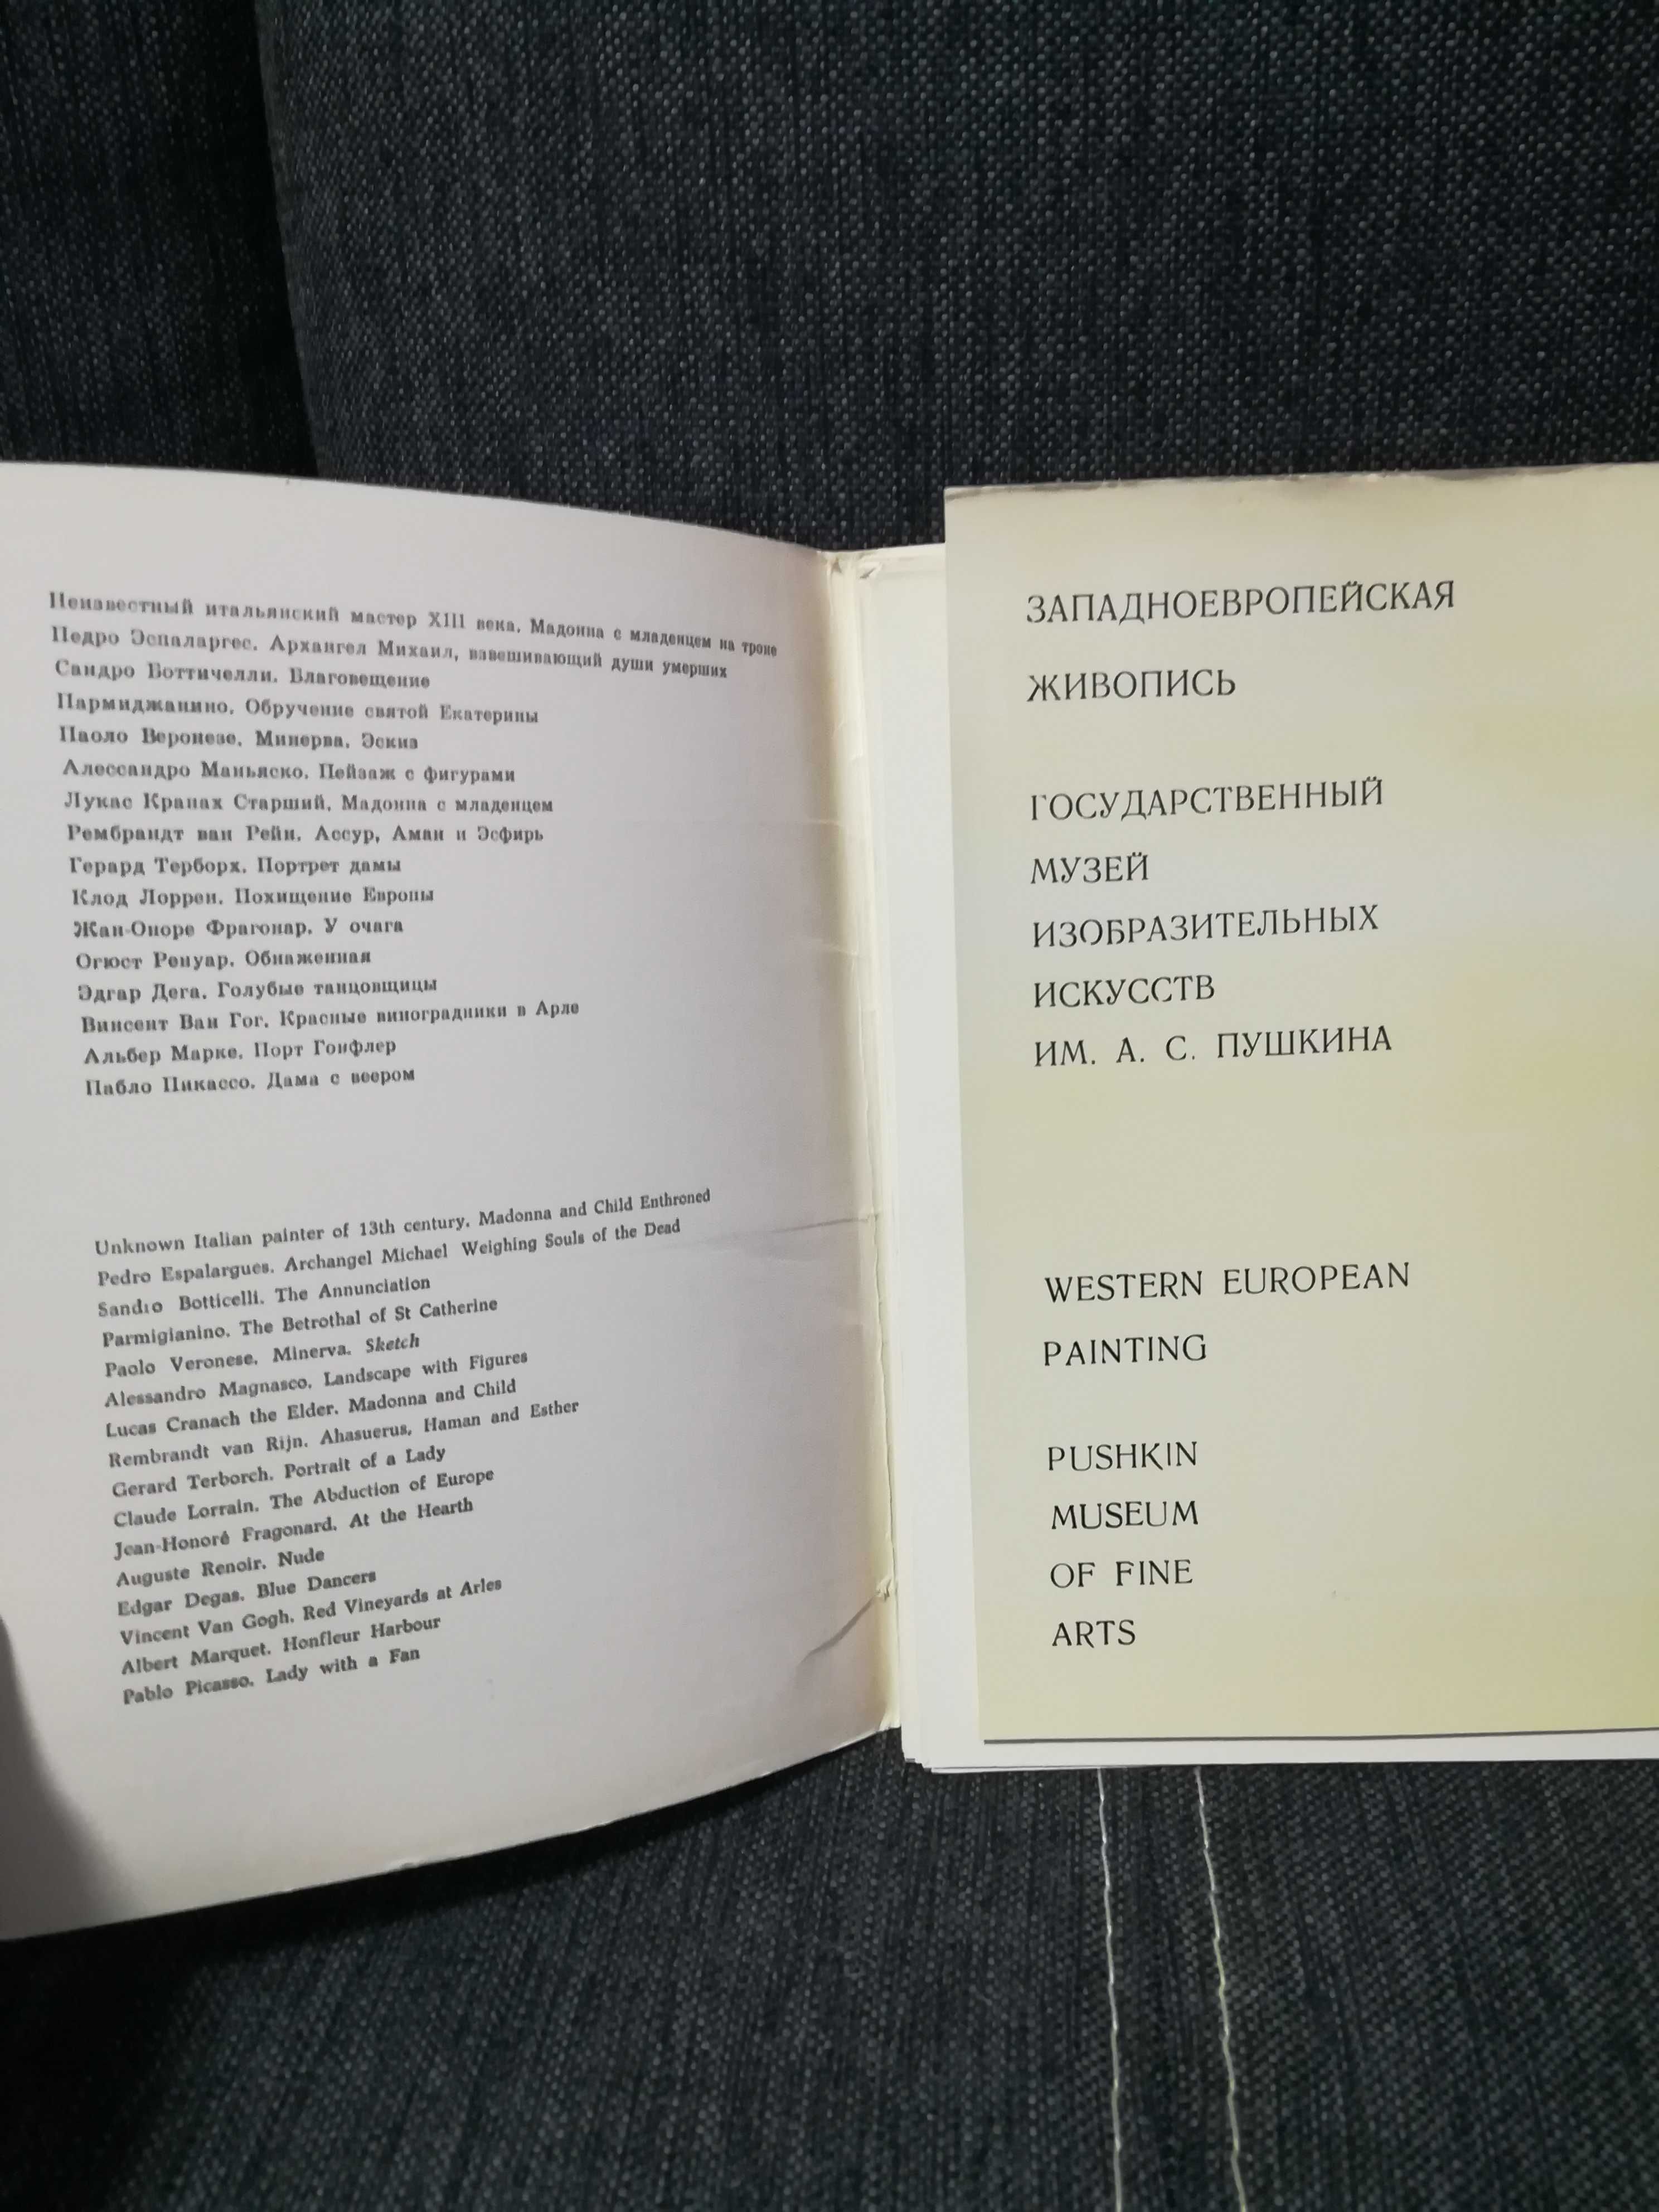 Неизвестный итальянский мастер XIII века. Мадонна с младенцем на троне
Педро Эспаларгес. Архангел Михаил, взвешивающий души умерших
Сандро Боттичелли. Благовещение
Пармиджанино. Обручение святой Екатерины
Паоло Веронезе. Минерва. Эскиз
Алессандро Маньяско. Пейзаж с фигурами
Лукас Кранах Старший. Мадонна с младенцем
Рембрандт ван Рейн. Ассур, Аман и Эсфирь
Герард Терборх. Портрет дамы
Клод Лоррен. Похищение Европы
Жан-Оноре Фрагонар. У очага
Огюст Ренуар. Обнаженная
Эдгар Дега. Голубые танцовщицы
Винсент Ван Гог. Красные виноградники в Арле
Альбер Марке. Порт Гонфлер
Пабло Пикассо. Дама с веером
Unknown Italian painter of 13th century. Madonna and Child Enthroned
Pedro Espalargues. Archangel Michael Weighing Souls of the Dead
Sandro Botticelli. The Annunciation
Parmigianino. The Betrothal of St Catherine
Paolo Veronese. Minerva. Sketch
Alessandro Magnasco. Landscape with Figures
Lucas Cranach the Elder. Madonna and Child
Rembrandt van Rijn. Ahasuerus, Haman and Esther
Gerard Terborch. Portrait of a Lady
Claude Lorrain. The Abduction of Europe
Jean-Honoré Fragonard. At the Hearth
Auguste Renoir. Nude
Edgar Degas. Blue Dancers
Vincent Van Gogh. Red Vineyards at Arles
Albert Marquet. Honfleur Harbour
Pablo Picasso. Lady with a Fan
ЗАПАДНОЕВРОПЕЙСКАЯ
ЖИВОПИСЬ
ГОСУДАРСТВЕННЫЙ
МУЗЕЙ
ИЗОБРАЗИТЕЛЬНЫХ
ИСКУССТВ
ИМ. А. С. ПУШКИНА
WESTERN EUROPEAN
PAINTING
PUSHKIN
MUSEUM
OF FINE
ARTS